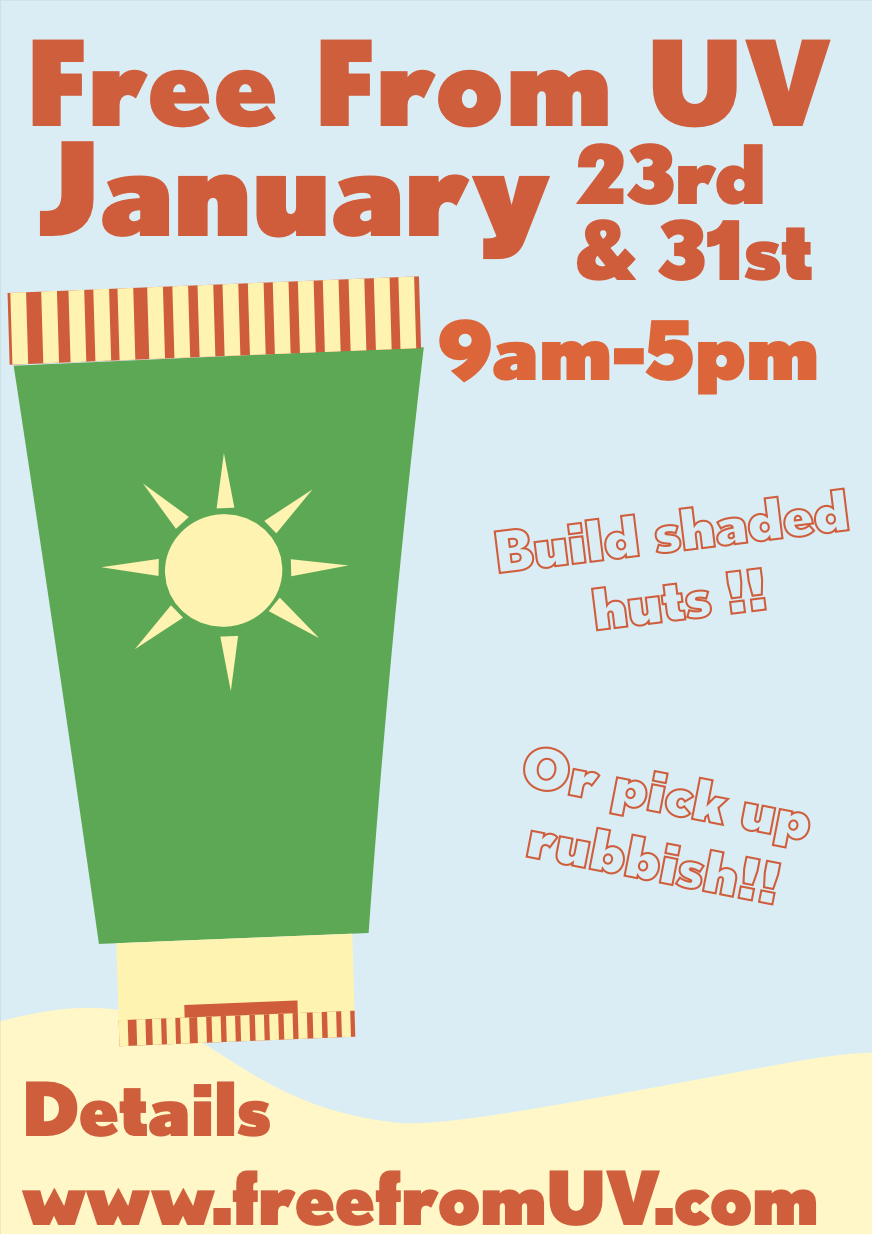 Free From UV
January 23rd
& 31st
9am-5pm
Build shaded
huts !!
Or pick up
rubbish!!
Details
www.freefromUV.com